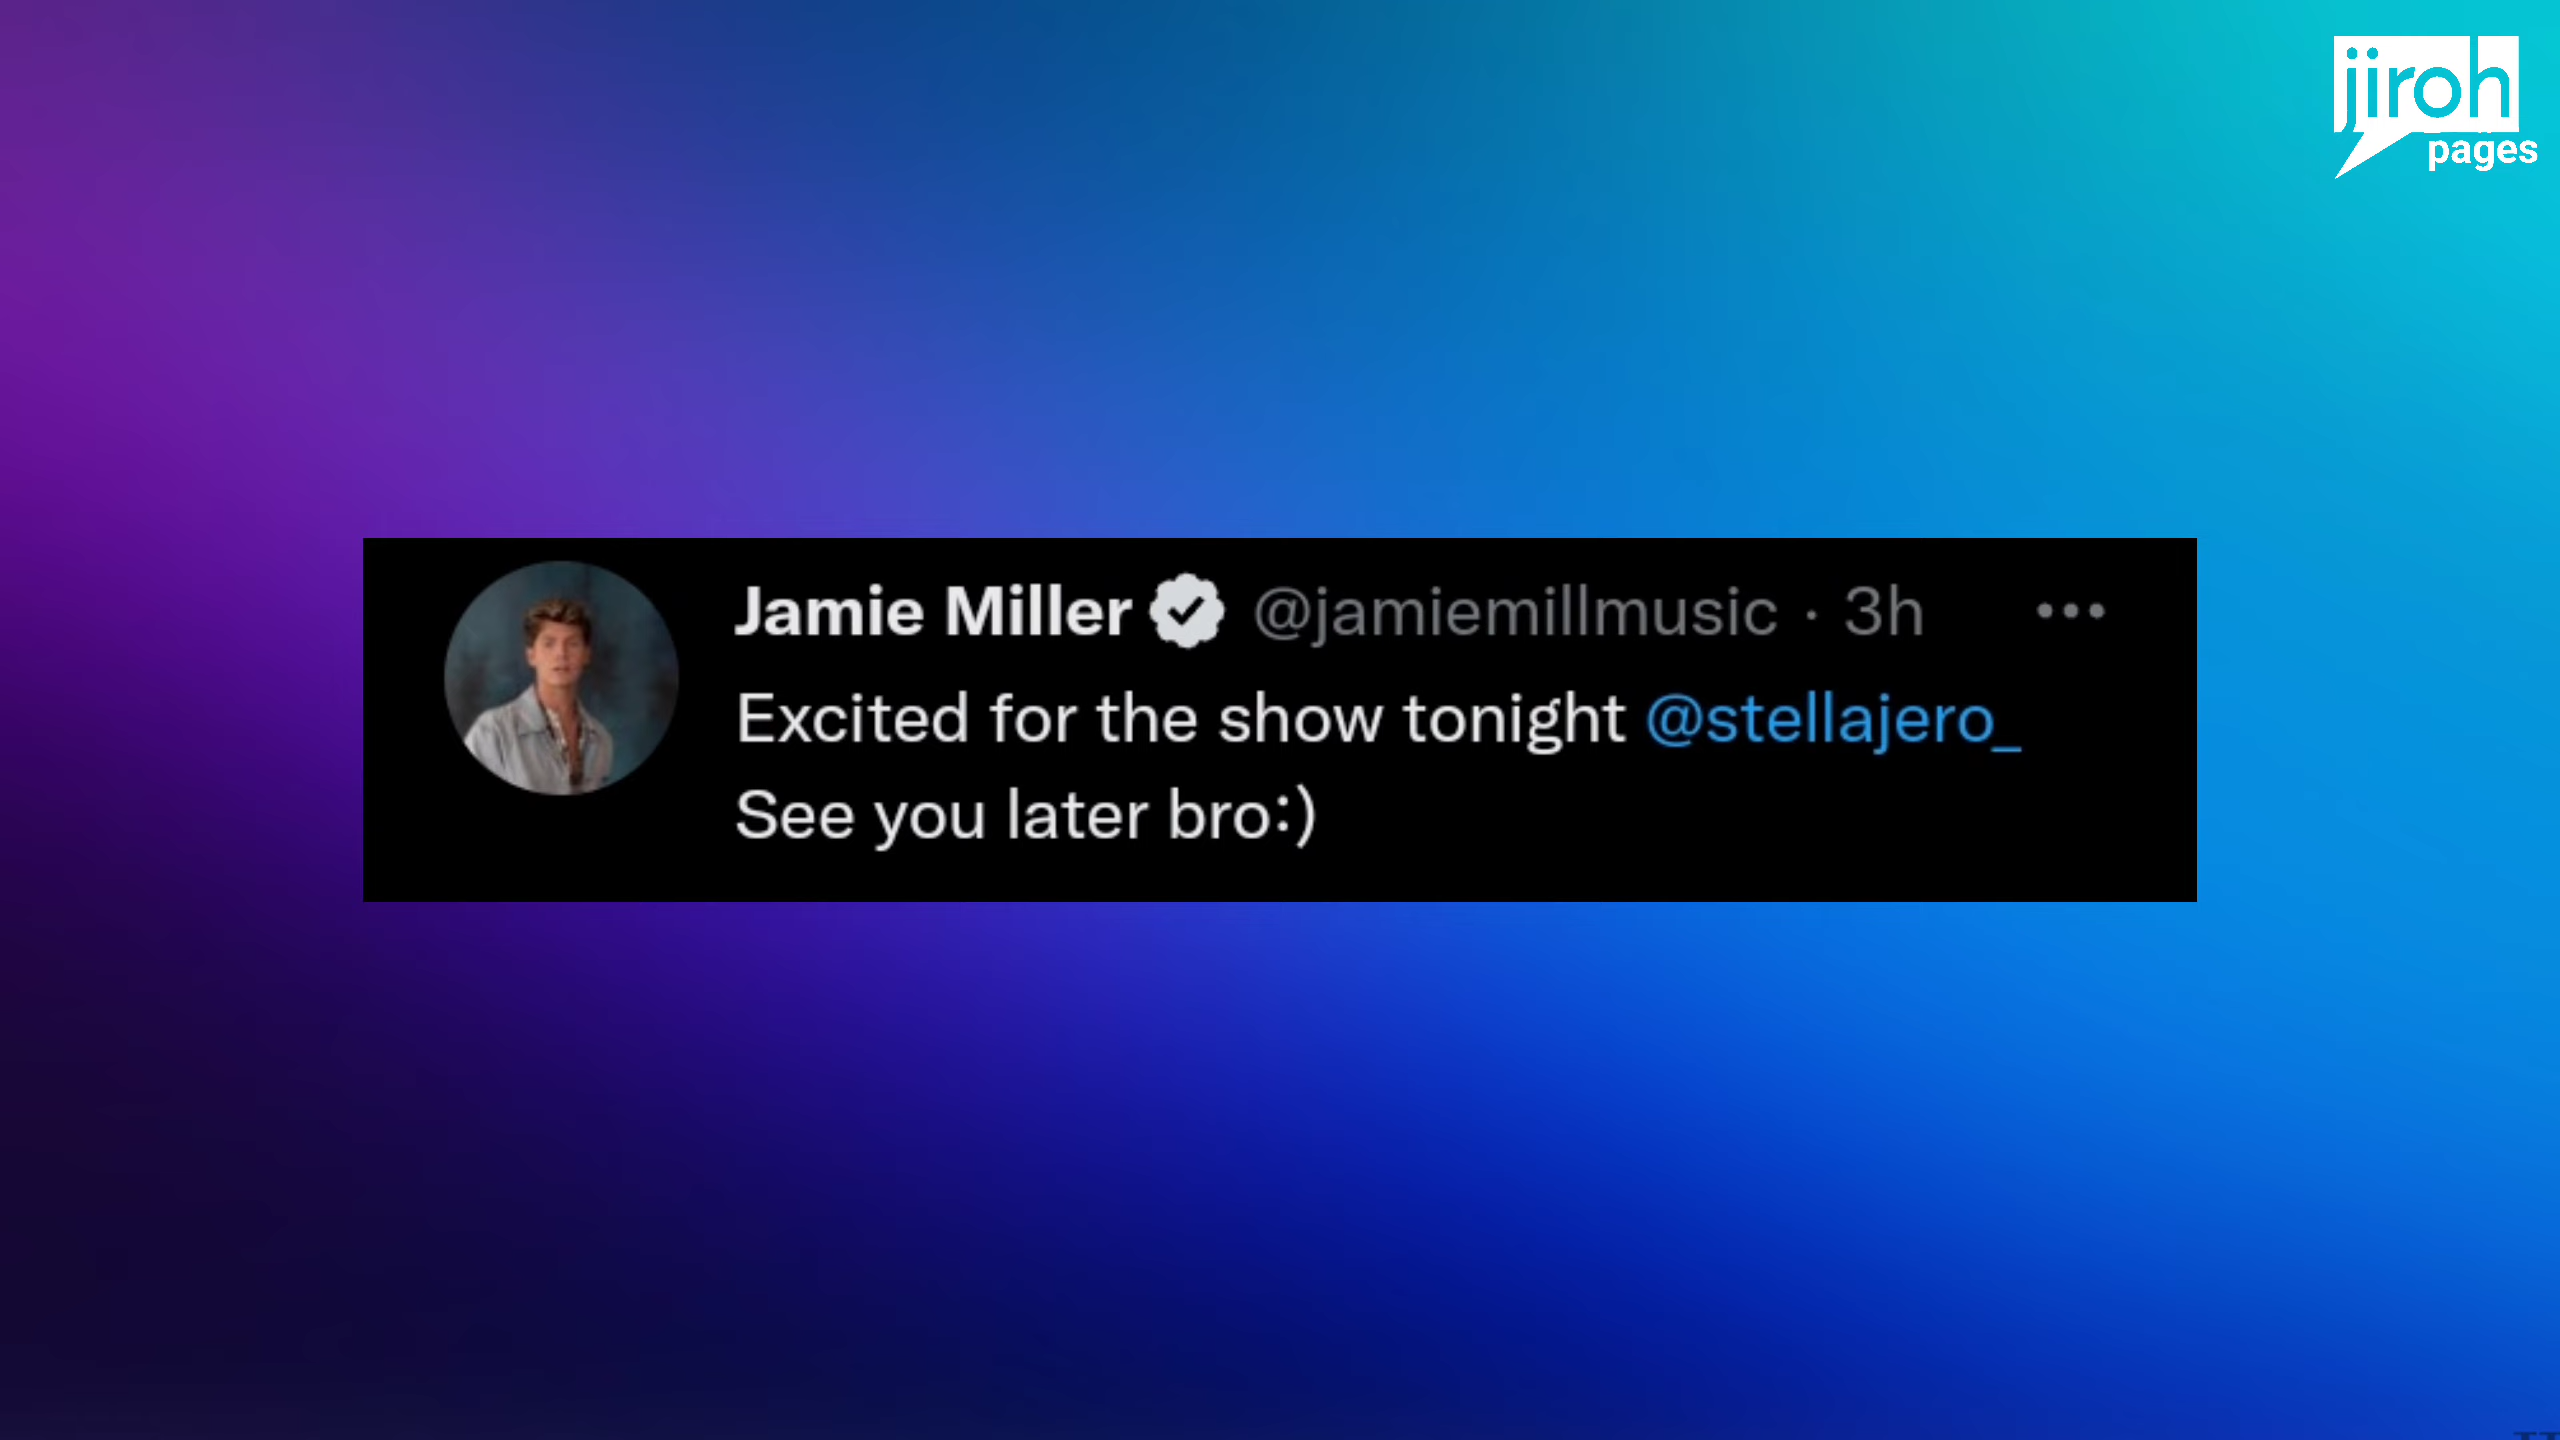 jiroh
pages
Jamie Miller @jamiemillmusic · 3h
Excited for the show tonight @stellajero_
See you later bro:)